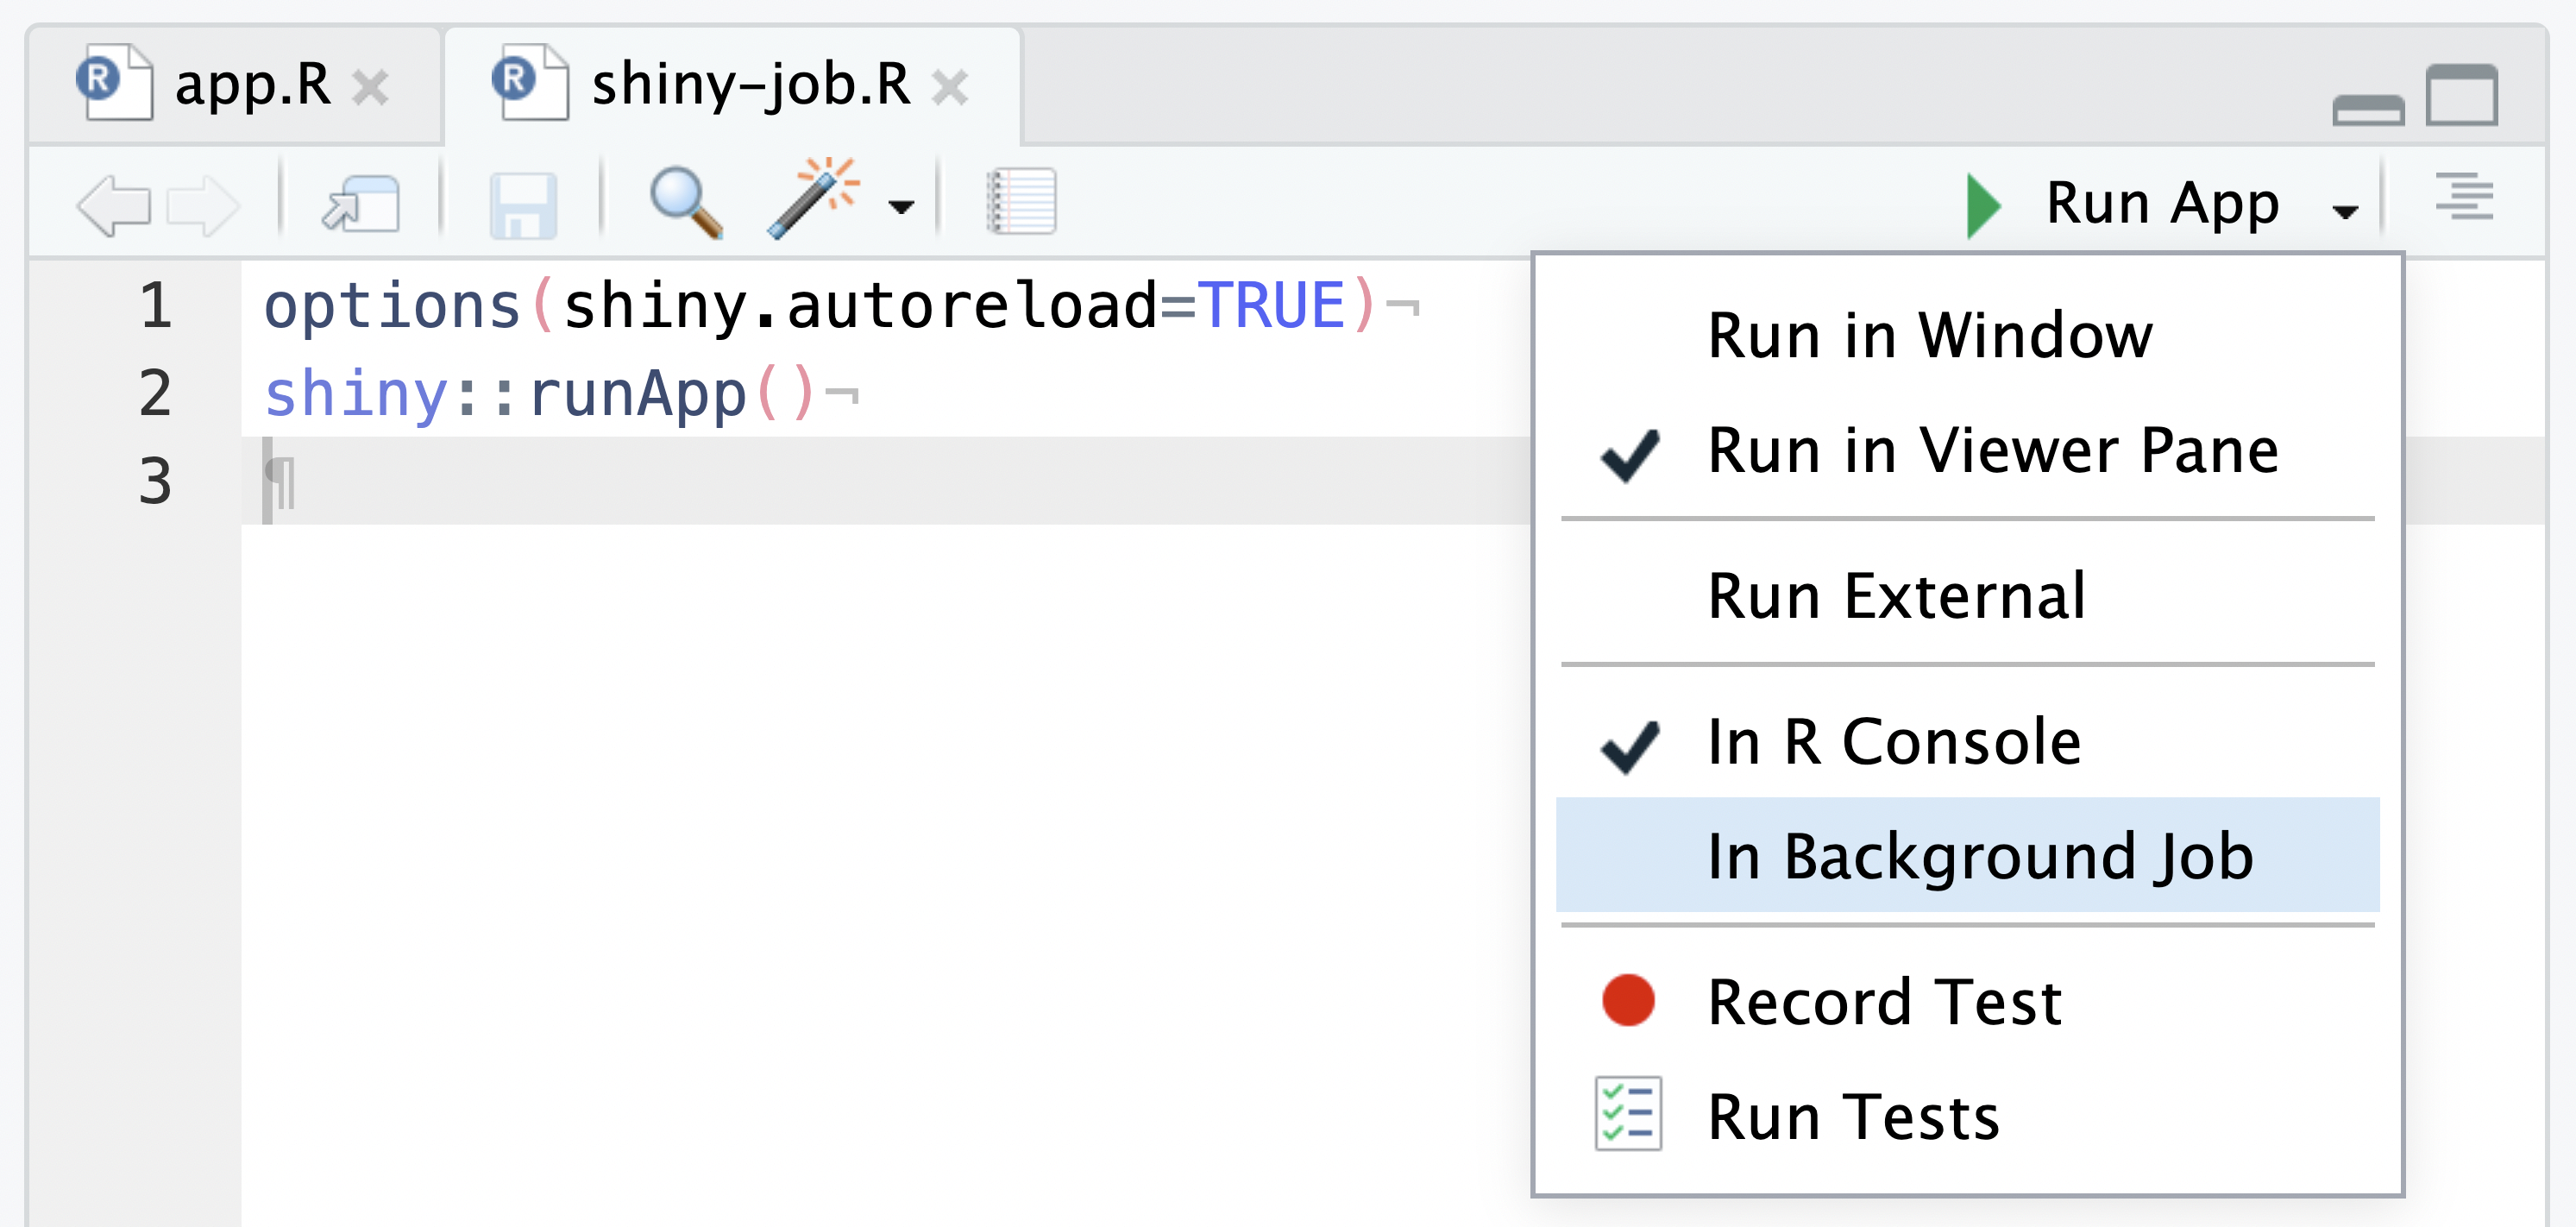 app.R
shiny-job.R
Run App
1 options(shiny.autoreload=TRUE)¬
2 shiny::runApp()¬
3 ¶
Run in Window
Run in Viewer Pane
Run External
In R Console
In Background Job
Record Test
Run Tests